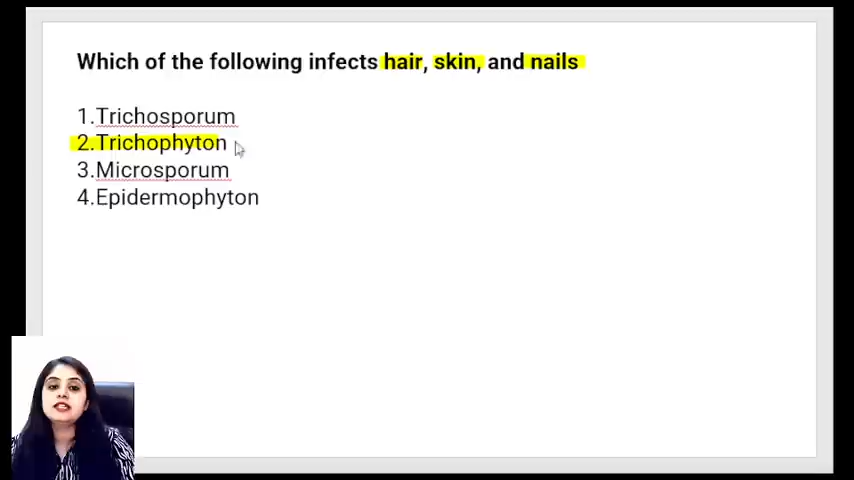 Which of the following infects hair, skin, and nails
1.Trichosporum
2.Trichophyton
3.Microsporum
4.Epidermophyton